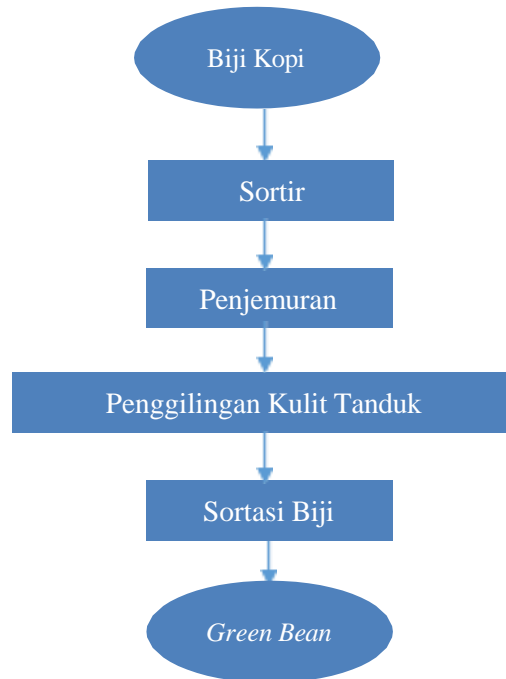 Biji Kopi
Sortir
Penjemuran
Penggilingan Kulit Tanduk
Sortasi Biji
Green Bean